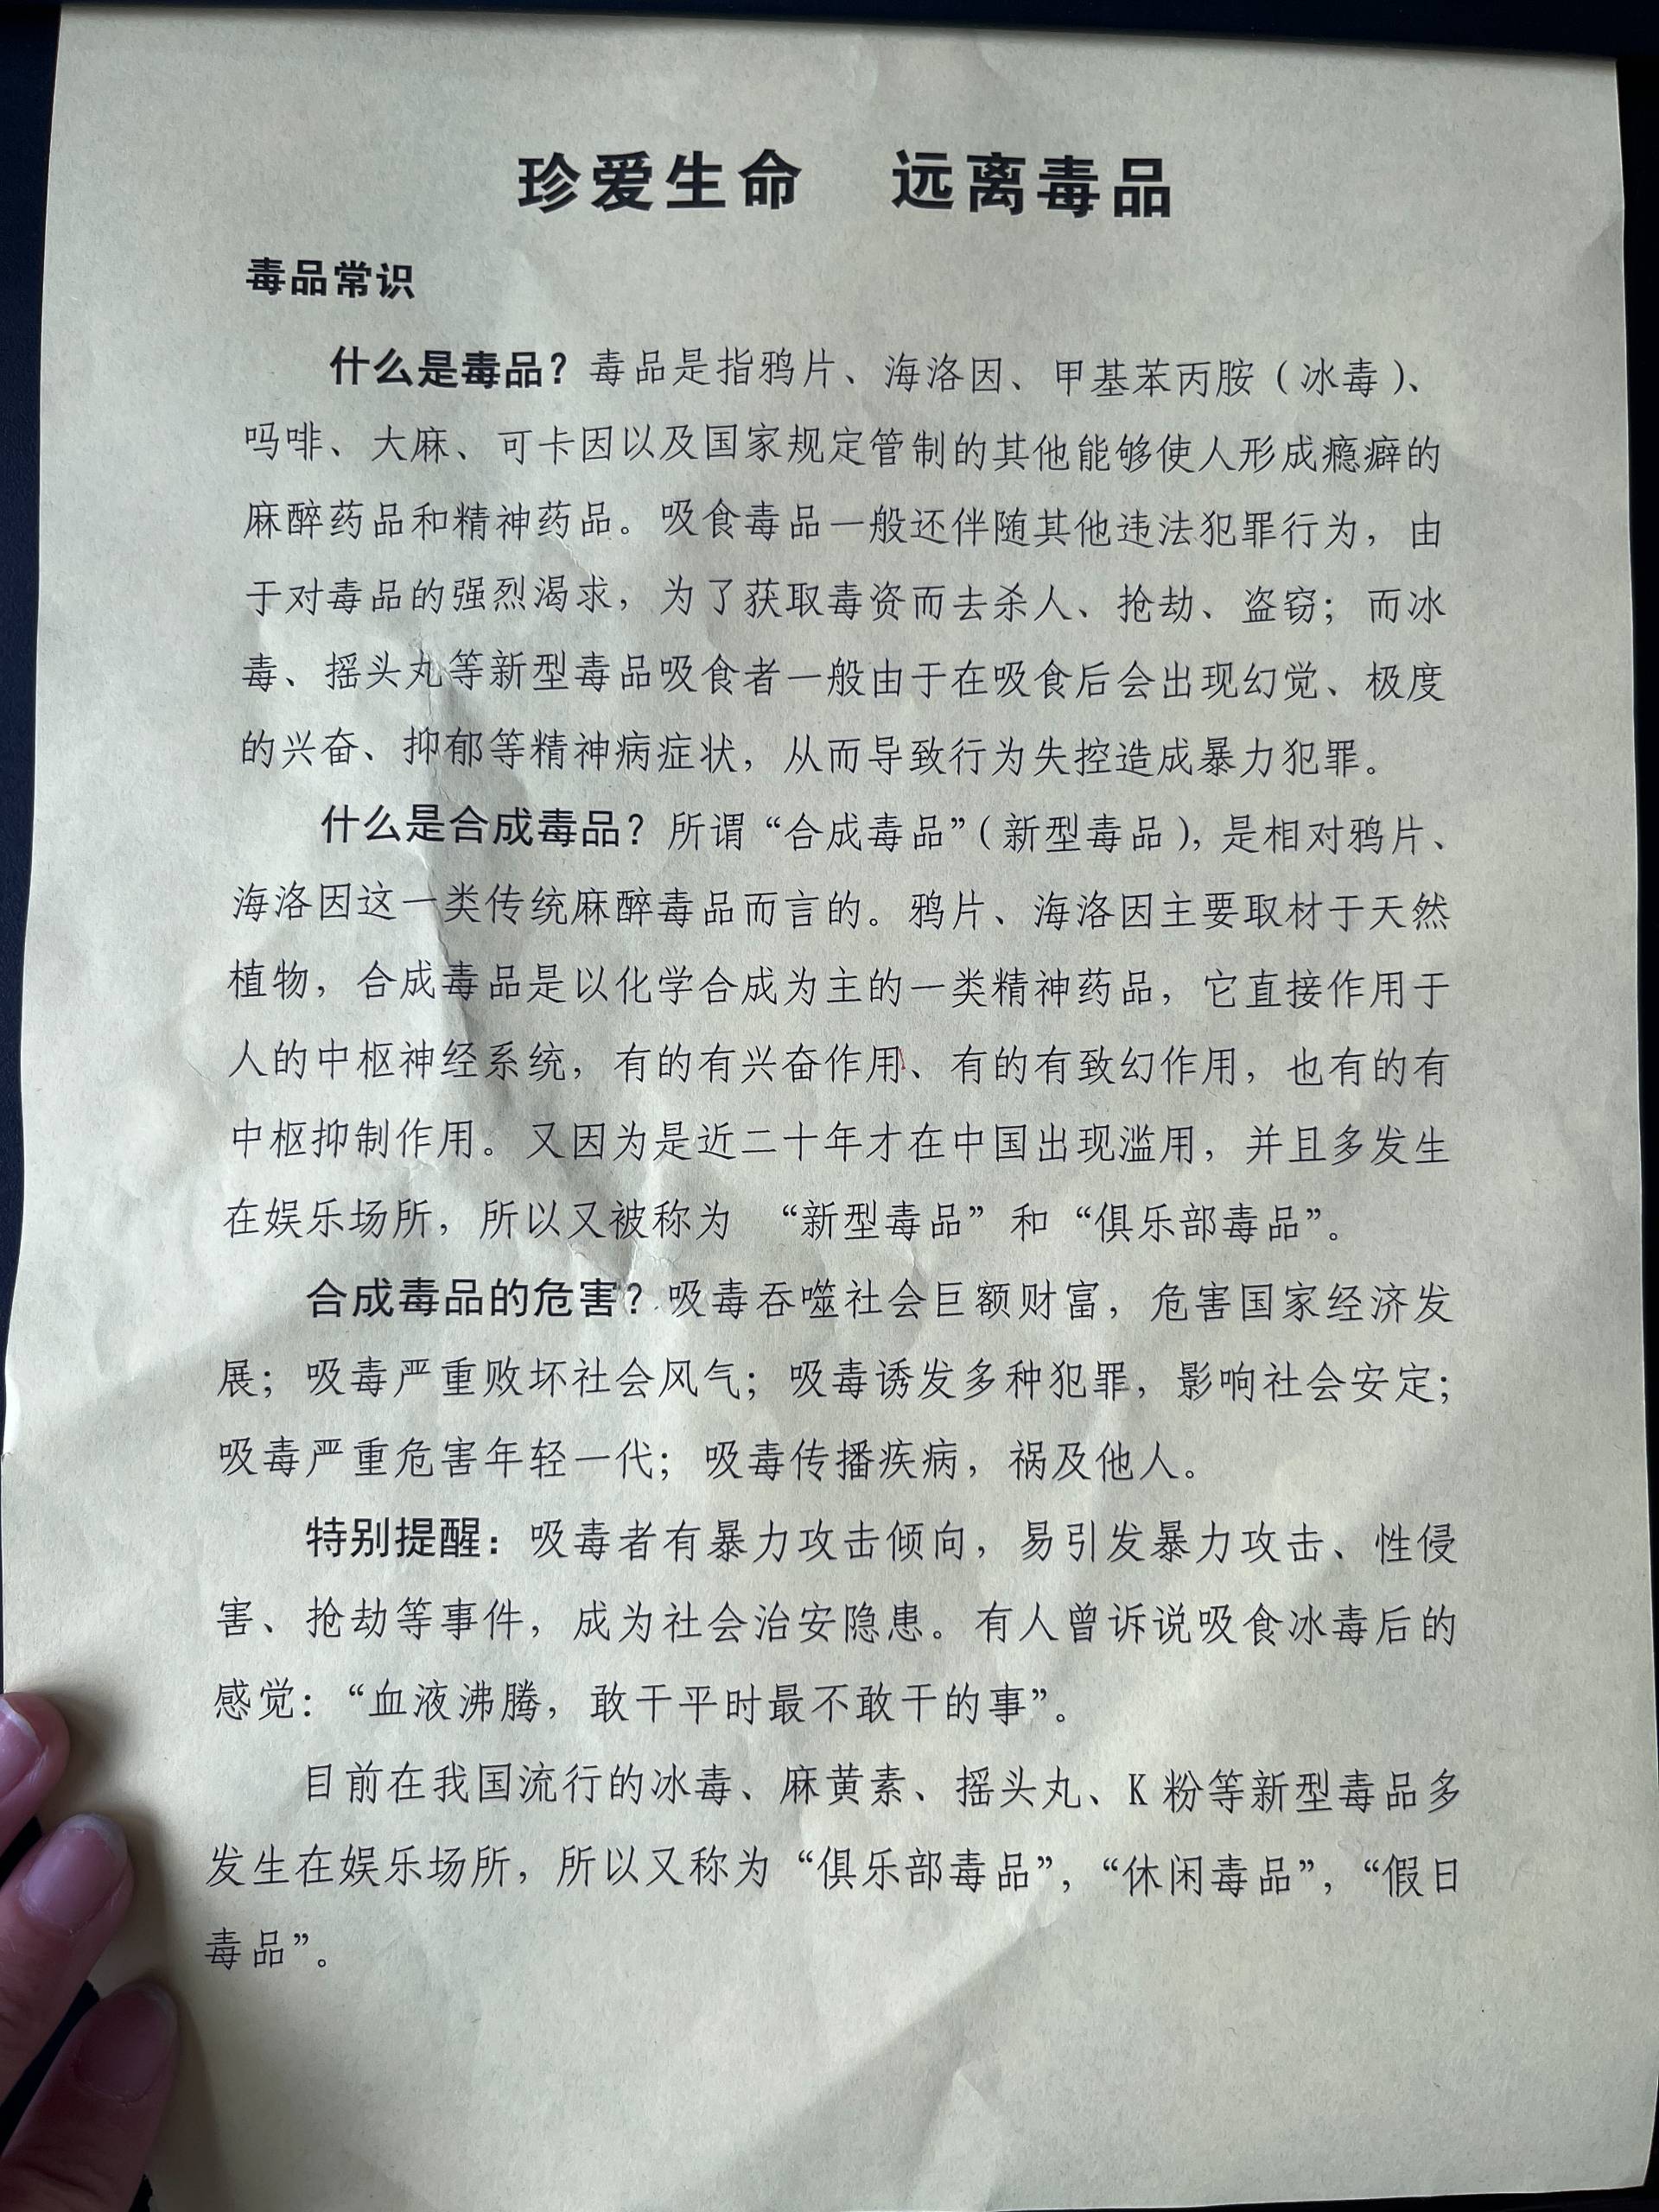 珍爱生命 远离毒品
毒品常识
什么是毒品？毒品是指鸦片、海洛因、甲基苯丙胺（冰毒）、
吗啡、大麻、可卡因以及国家规定管制的其他能够使人形成瘾癖的
麻醉药品和精神药品。吸食毒品一般还伴随其他违法犯罪行为，由
于对毒品的强烈渴求，为了获取毒资而去杀人、抢劫、盗窃；而冰
毒、摇头丸等新型毒品吸食者一般由于在吸食后会出现幻觉、极度
的兴奋、抑郁等精神病症状，从而导致行为失控造成暴力犯罪。
什么是合成毒品？所谓“合成毒品”（新型毒品），是相对鸦片、
海洛因这一类传统麻醉毒品而言的。鸦片、海洛因主要取材于天然
植物，合成毒品是以化学合成为主的一类精神药品，它直接作用于
人的中枢神经系统，有的有兴奋作用、有的有致幻作用，也有的有
中枢抑制作用。又因为是近二十年才在中国出现滥用，并且多发生
在娱乐场所，所以又被称为 “新型毒品” 和“俱乐部毒品”。
合成毒品的危害？吸毒吞噬社会巨额财富，危害国家经济发
展；吸毒严重败坏社会风气；吸毒诱发多种犯罪，影响社会安定；
吸毒严重危害年轻一代；吸毒传播疾病，祸及他人。
特别提醒：吸毒者有暴力攻击倾向，易引发暴力攻击、性侵
害、抢劫等事件，成为社会治安隐患。有人曾诉说吸食冰毒后的
感觉：“血液沸腾，敢干平时最不敢干的事”。
目前在我国流行的冰毒、麻黄素、摇头丸、K粉等新型毒品多
发生在娱乐场所，所以又称为“俱乐部毒品”，“休闲毒品”，“假日
毒品”。